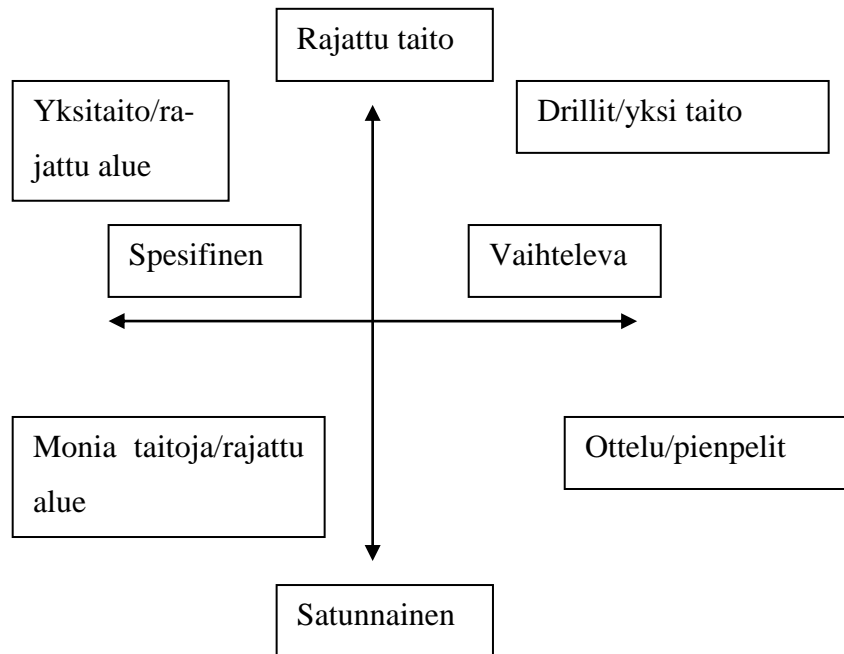 Rajattu taito
Yksitaito/ra-
jattu alue
Drillit/yksi taito
Spesifinen
Vaihteleva
Monia taitoja/rajattu
alue
Ottelu/pienpelit
Satunnainen